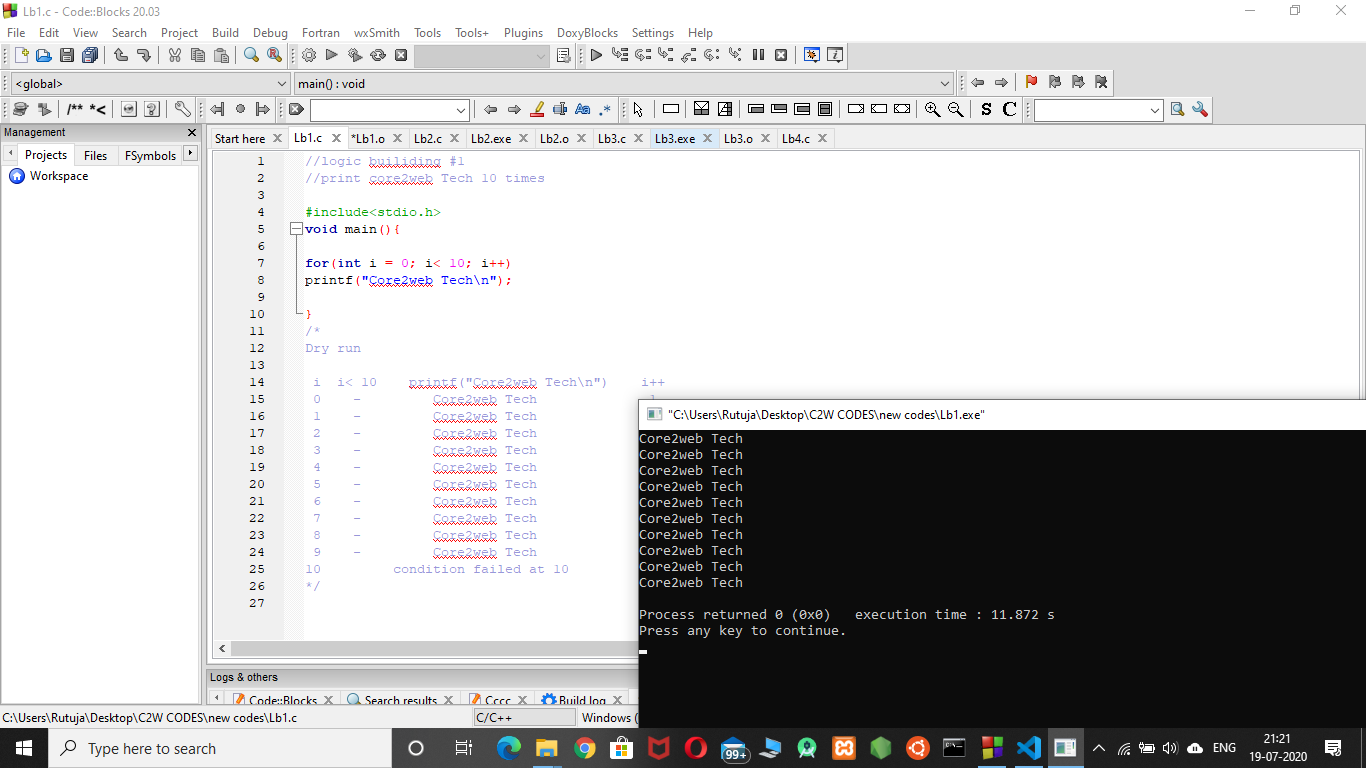 Lb1.c - Code::Blocks 20.03
File Edit View Search Project Build Debug Fortran wxSmith Tools Tools+ Plugins DoxyBlocks Settings Help
<global> main() : void
/** *< Aa .* S C
Management
Projects Files FSymbols
Workspace
Start here Lb1.c *Lb1.o Lb2.c Lb2.exe Lb2.o Lb3.c Lb3.exe Lb3.o Lb4.c
1 //logic builiding #1
2 //print core2web Tech 10 times
3
4 #include<stdio.h>
5 void main(){
6
7 for(int i = 0; i< 10; i++)
8 printf("Core2web Tech\n");
9
10 }
11 /*
12 Dry run
13
14 i i< 10 printf("Core2web Tech\n") i++
15 0 - Core2web Tech
16 1 - Core2web Tech
17 2 - Core2web Tech
18 3 - Core2web Tech
19 4 - Core2web Tech
20 5 - Core2web Tech
21 6 - Core2web Tech
22 7 - Core2web Tech
23 8 - Core2web Tech
24 9 - Core2web Tech
25 10 condition failed at 10
26 */
27
"C:\Users\Rutuja\Desktop\C2W CODES\new codes\Lb1.exe"
Core2web Tech
Core2web Tech
Core2web Tech
Core2web Tech
Core2web Tech
Core2web Tech
Core2web Tech
Core2web Tech
Core2web Tech
Core2web Tech
Process returned 0 (0x0) execution time : 11.872 s
Press any key to continue.
Logs & others
Code::Blocks Search results Cccc Build log
C:\Users\Rutuja\Desktop\C2W CODES\new codes\Lb1.c C/C++ Windows (
Type here to search
99+
ENG
21:21
19-07-2020